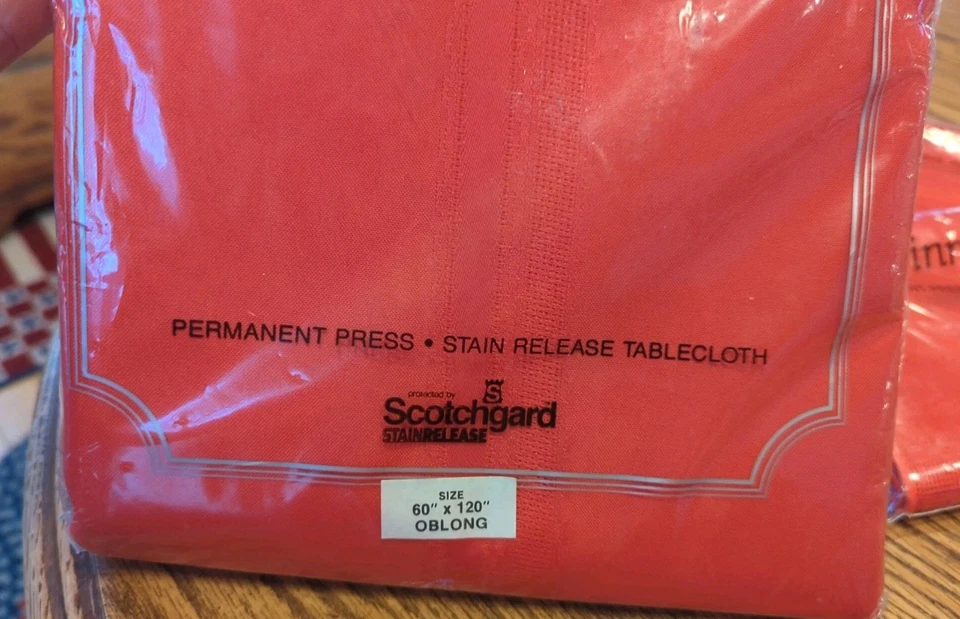 PERMANENT PRESS • STAIN RELEASE TABLECLOTH
protected by
S
Scotchgard
STAINRELEASE
SIZE
60" x 120"
OBLONG